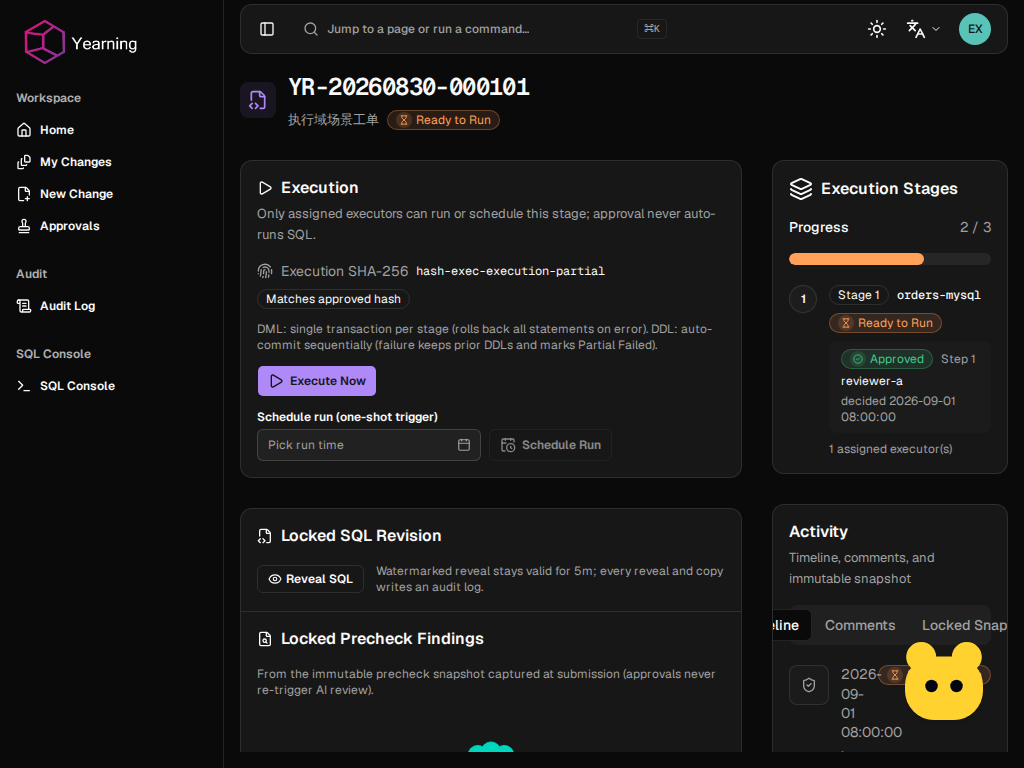 Yearning
Workspace
Home
My Changes
New Change
Approvals
Audit
Audit Log
SQL Console
SQL Console
Jump to a page or run a command...
⌘K
EX
YR-20260830-000101
执行域场景工单
Ready to Run
Execution
Only assigned executors can run or schedule this stage; approval never auto-
runs SQL.
Execution SHA-256 hash-exec-execution-partial
Matches approved hash
DML: single transaction per stage (rolls back all statements on error). DDL: auto-
commit sequentially (failure keeps prior DDLs and marks Partial Failed).
Execute Now
Schedule run (one-shot trigger)
Pick run time
Schedule Run
Locked SQL Revision
Reveal SQL
Watermarked reveal stays valid for 5m; every reveal and copy
writes an audit log.
Locked Precheck Findings
From the immutable precheck snapshot captured at submission (approvals never
re-trigger AI review).
Execution Stages
Progress 2 / 3
1
Stage 1 orders-mysql
Ready to Run
Approved Step 1
reviewer-a
decided 2026-09-01
08:00:00
1 assigned executor(s)
Activity
Timeline, comments, and
immutable snapshot
eline Comments Locked Snap
2026-
09-
01
08:00:00